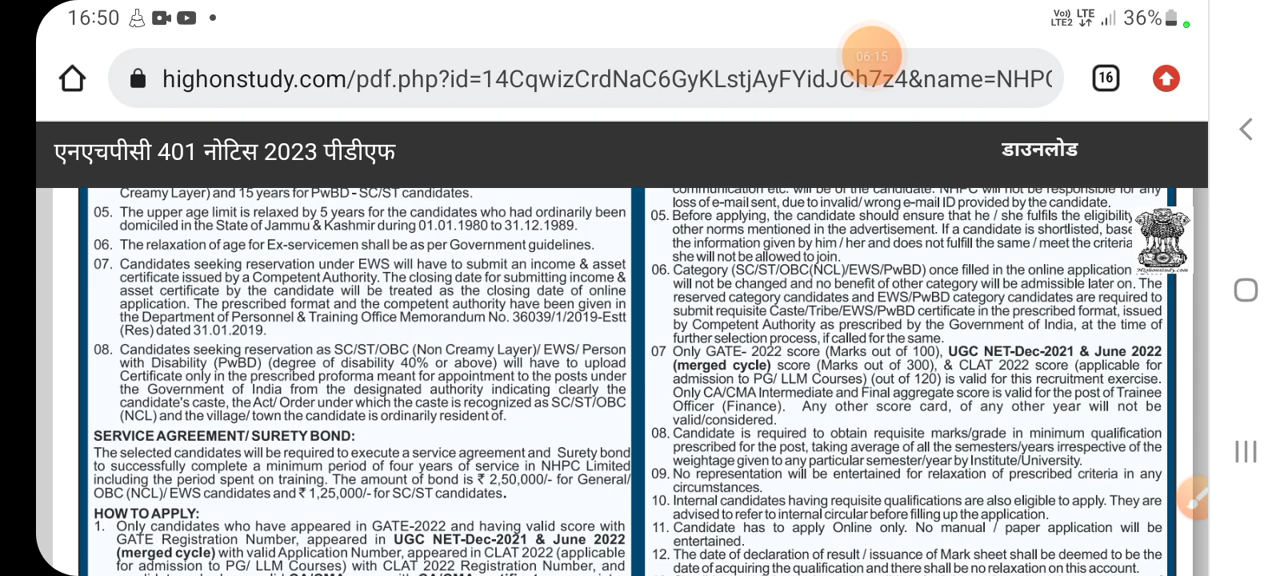 16:50
Vo)) LTE
LTE2
36%
06:15
highonstudy.com/pdf.php?id=14CqwizCrdNaC6GyKLstjAyFYidJCh7z4&name=NHPC
16
एनएचपीसी 401 नोटिस 2023 पीडीएफ
डाउनलोड
Creamy Layer) and 15 years for PwBD - SC/ST candidates.
05. The upper age limit is relaxed by 5 years for the candidates who had ordinarily been
domiciled in the State of Jammu & Kashmir during 01.01.1980 to 31.12.1989.
06. The relaxation of age for Ex-servicemen shall be as per Government guidelines.
07. Candidates seeking reservation under EWS will have to submit an income & asset
certificate issued by a Competent Authority. The closing date for submitting income &
asset certificate by the candidate will be treated as the closing date of online
application. The prescribed format and the competent authority have been given in
the Department of Personnel & Training Office Memorandum No. 36039/1/2019-Estt
(Res) dated 31.01.2019.
08. Candidates seeking reservation as SC/ST/OBC (Non Creamy Layer)/ EWS/ Person
with Disability (PwBD) (degree of disability 40% or above) will have to upload
Certificate only in the prescribed proforma meant for appointment to the posts under
the Government of India from the designated authority indicating clearly the
candidate's caste, the Act/ Order under which the caste is recognized as SC/ST/OBC
(NCL) and the village/ town the candidate is ordinarily resident of.
SERVICE AGREEMENT/ SURETY BOND:
The selected candidates will be required to execute a service agreement and Surety bond
to successfully complete a minimum period of four years of service in NHPC Limited
including the period spent on training. The amount of bond is ₹ 2,50,000/- for General/
OBC (NCL)/ EWS candidates and ₹ 1,25,000/- for SC/ST candidates.
HOW TO APPLY:
1. Only candidates who have appeared in GATE-2022 and having valid score with
GATE Registration Number, appeared in UGC NET-Dec-2021 & June 2022
(merged cycle) with valid Application Number, appeared in CLAT 2022 (applicable
for admission to PG/ LLM Courses) with CLAT 2022 Registration Number, and
communication etc. will be of the candidate. NHPC will not be responsible for any
loss of e-mail sent, due to invalid/ wrong e-mail ID provided by the candidate.
05. Before applying, the candidate should ensure that he / she fulfils the eligibility
other norms mentioned in the advertisement. If a candidate is shortlisted, base
the information given by him / her and does not fulfill the same / meet the criteria
she will not be allowed to join.
06. Category (SC/ST/OBC(NCL)/EWS/PwBD) once filled in the online application
will not be changed and no benefit of other category will be admissible later on. The
reserved category candidates and EWS/PwBD category candidates are required to
submit requisite Caste/Tribe/EWS/PwBD certificate in the prescribed format, issued
by Competent Authority as prescribed by the Government of India, at the time of
further selection process, if called for the same.
07 Only GATE- 2022 score (Marks out of 100), UGC NET-Dec-2021 & June 2022
(merged cycle) score (Marks out of 300), & CLAT 2022 score (applicable for
admission to PG/ LLM Courses) (out of 120) is valid for this recruitment exercise.
Only CA/CMA Intermediate and Final aggregate score is valid for the post of Trainee
Officer (Finance). Any other score card, of any other year will not be
valid/considered.
08. Candidate is required to obtain requisite marks/grade in minimum qualification
prescribed for the post, taking average of all the semesters/years irrespective of the
weightage given to any particular semester/year by Institute/University.
09. No representation will be entertained for relaxation of prescribed criteria in any
circumstances.
10. Internal candidates having requisite qualifications are also eligible to apply. They are
advised to refer to internal circular before filling up the application.
11. Candidate has to apply Online only. No manual / paper application will be
entertained.
12. The date of declaration of result / issuance of Mark sheet shall be deemed to be the
date of acquiring the qualification and there shall be no relaxation on this account.
Highonstudy.com